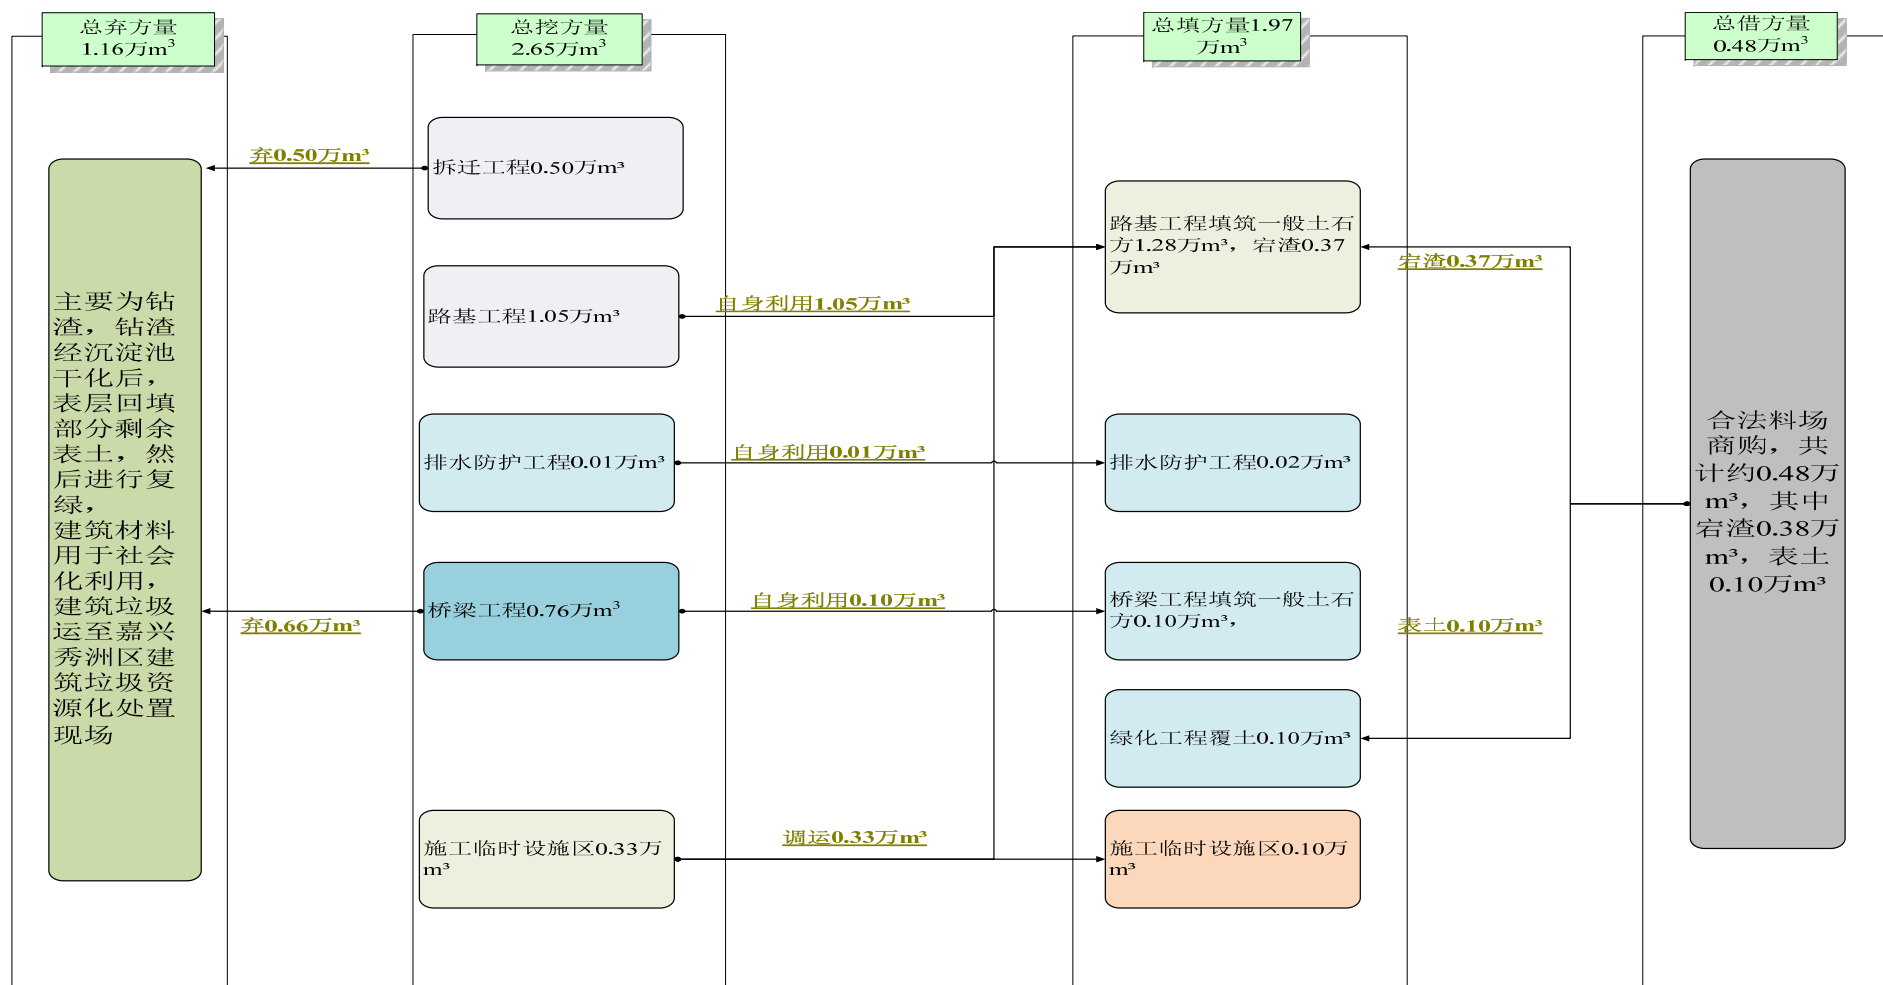 总弃方量
1.16万m³
总挖方量
2.65万m³
总填方量1.97
万m³
总借方量
0.48万m³
主要为钻
渣，钻渣
经沉淀池
干化后，
表层回填
部分剩余
表土，然
后进行复
绿，
建筑材料
用于社会
化利用，
建筑垃圾
运至嘉兴
秀洲区建
筑垃圾资
源化处置
现场
弃0.50万m³
弃0.66万m³
拆迁工程0.50万m³
路基工程1.05万m³
排水防护工程0.01万m³
桥梁工程0.76万m³
施工临时设施区0.33万
m³
自身利用1.05万m³
自身利用0.01万m³
自身利用0.10万m³
调运0.33万m³
路基工程填筑一般土石
方1.28万m³，宕渣0.37
万m³
排水防护工程0.02万m³
桥梁工程填筑一般土石
方0.10万m³，
绿化工程覆土0.10万m³
施工临时设施区0.10万
m³
宕渣0.37万m³
表土0.10万m³
合法料场
商购，共
计约0.48万
m³，其中
宕渣0.38万
m³，表土
0.10万m³